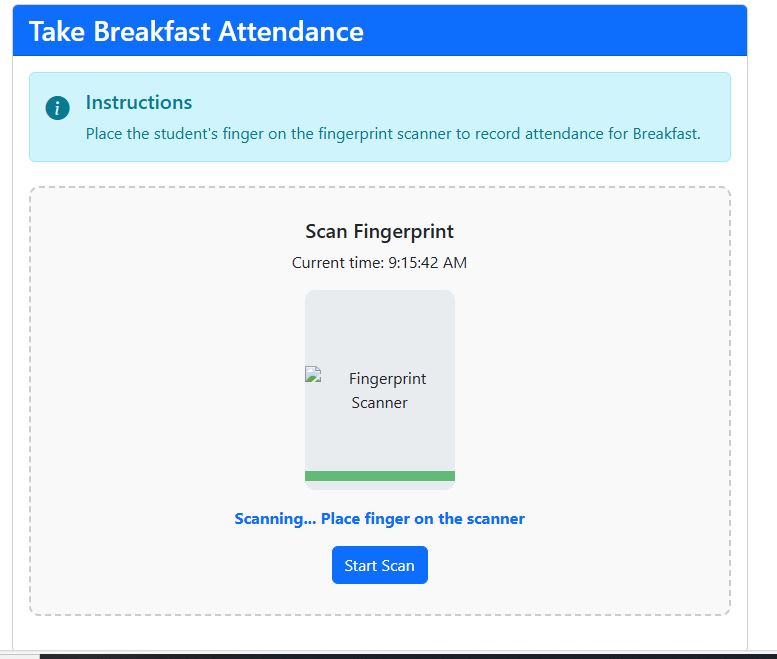 Take Breakfast Attendance
Instructions
Place the student's finger on the fingerprint scanner to record attendance for Breakfast.
Scan Fingerprint
Current time: 9:15:42 AM
Fingerprint
Scanner
Scanning... Place finger on the scanner
Start Scan